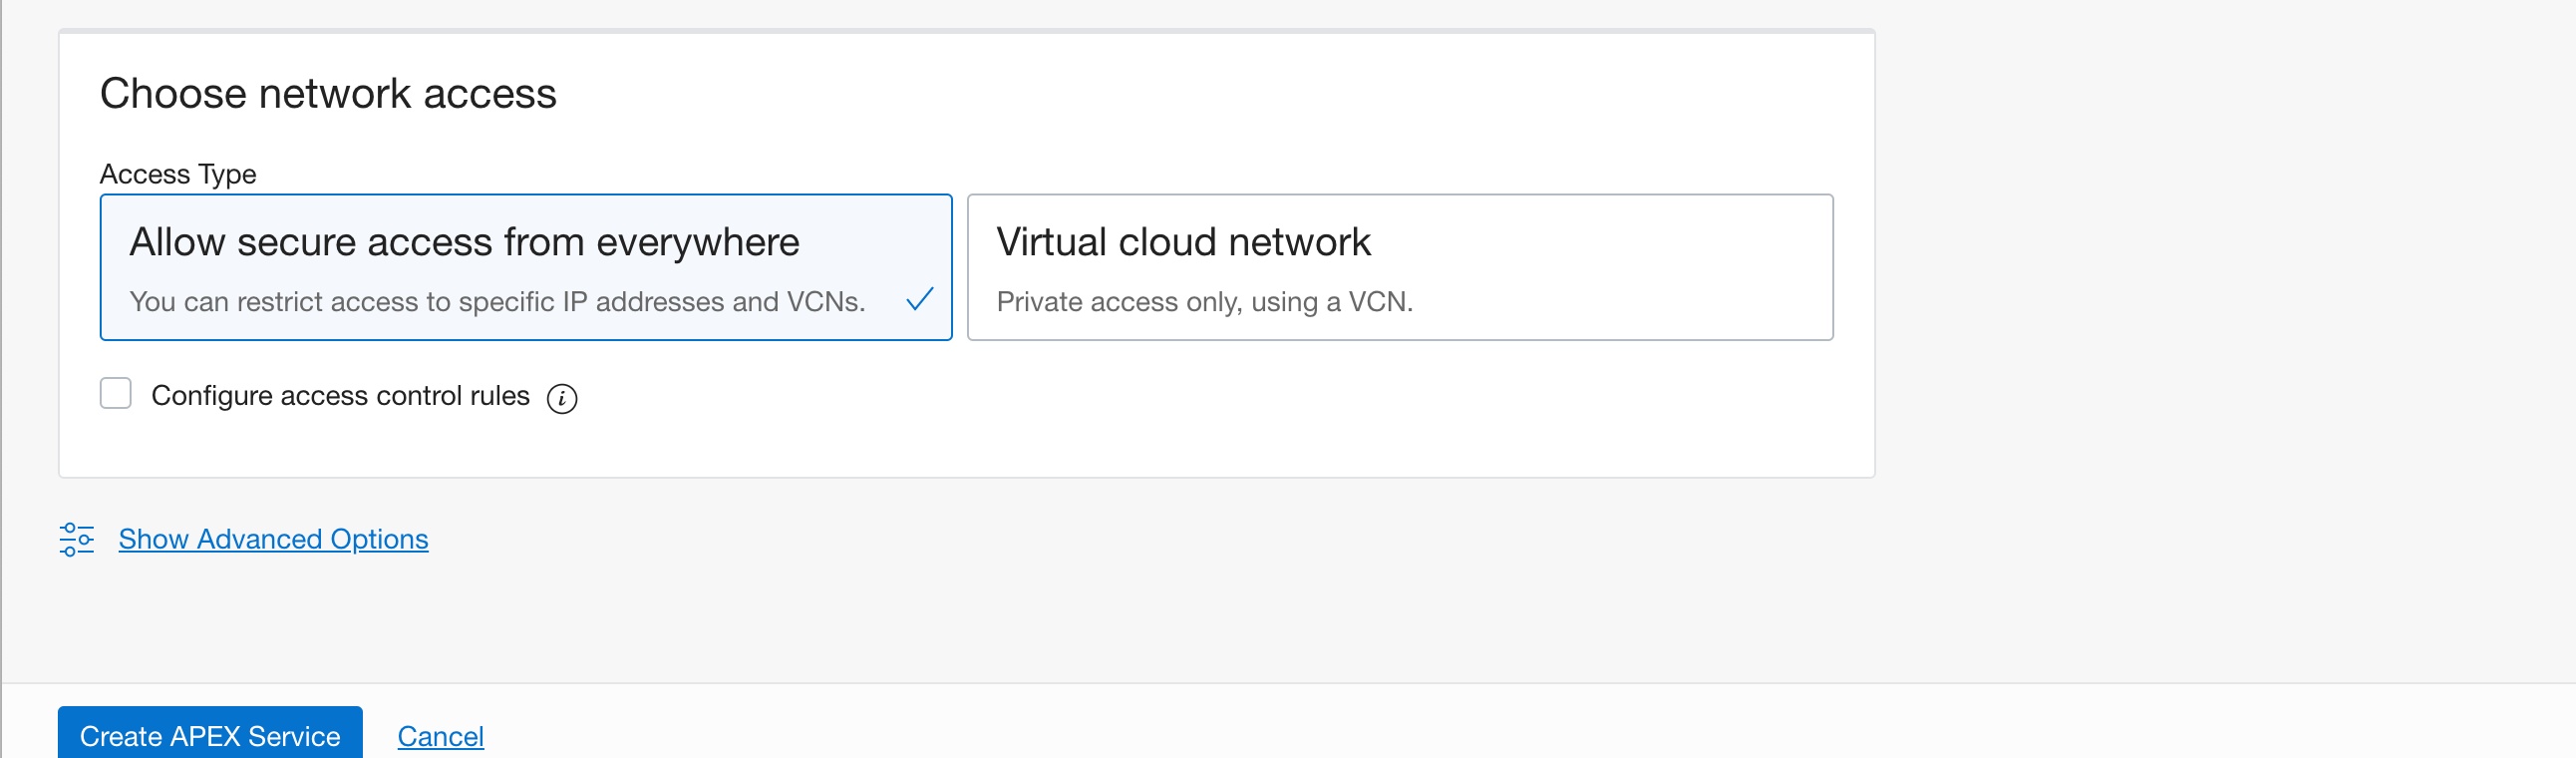 Choose network access
Access Type
Allow secure access from everywhere
You can restrict access to specific IP addresses and VCNs.
Virtual cloud network
Private access only, using a VCN.
Configure access control rules i
Show Advanced Options
Create APEX Service Cancel